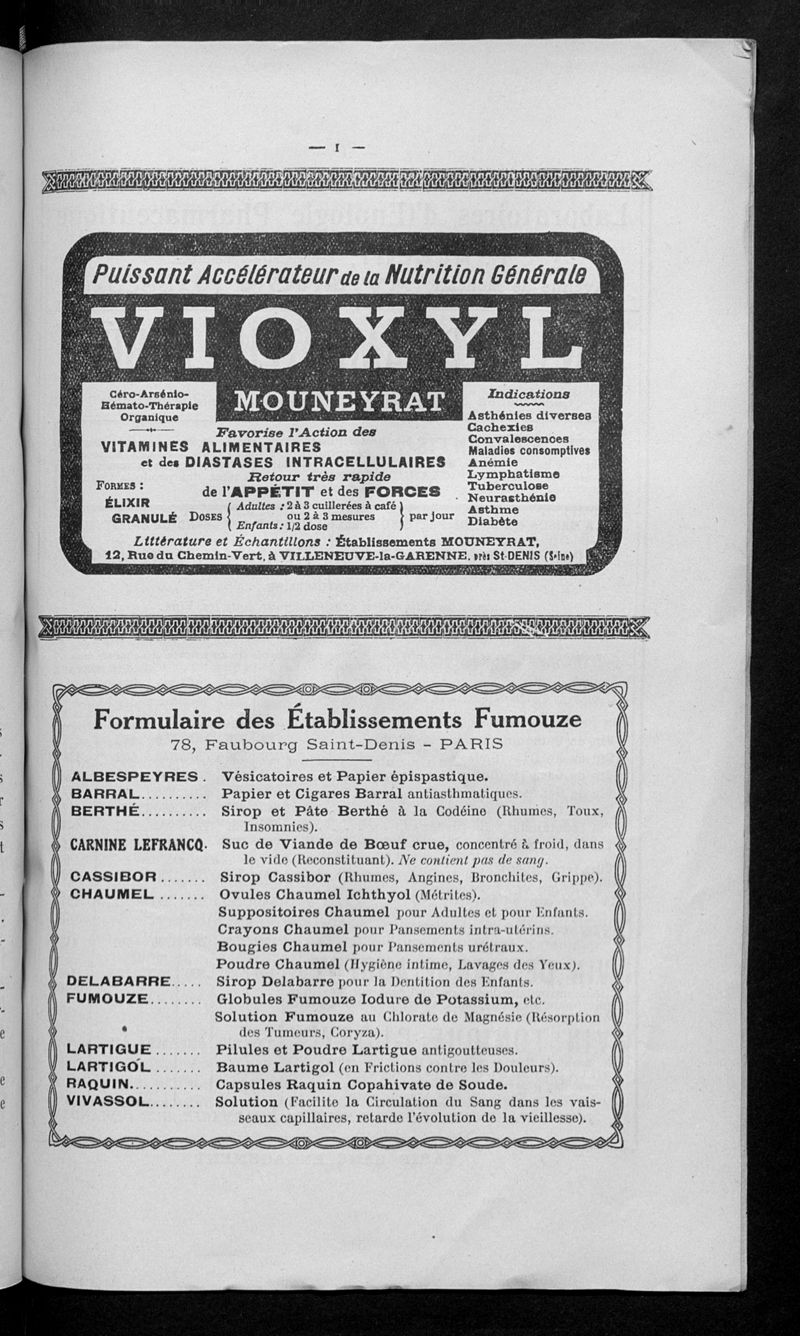 — I —
Puissant Accélérateur de la Nutrition Générale
VIOXYL
MOUNEYRAT
Céro-Arsénio-
Hémato-Thérapie
Organique
Favorise l'Action des
VITAMINES ALIMENTAIRES
et des DIASTASES INTRACELLULAIRES
Retour très rapide
de l'APPÉTIT et des FORCES
FORMES :
ÉLIXIR
GRANULÉ
DOSES
Adultes : 2 à 3 cuillerées à café
ou 2 à 3 mesures
Enfants : 1/2 dose
par jour
Indications
Asthénies diverses
Cachexies
Convalescences
Maladies consomptives
Anémie
Lymphatisme
Tuberculose
Neurasthénie
Asthme
Diabète
Littérature et Échantillons : Établissements MOUNEYRAT,
12, Rue du Chemin-Vert, à VILLENEUVE-la-GARENNE, près St-DENIS (Seine)
Formulaire des Établissements Fumouze
78, Faubourg Saint-Denis - PARIS
ALBESPEYRES . Vésicatoires et Papier épispastique.
BARRAL.......... Papier et Cigares Barral antiasthmatiques.
BERTHÉ.......... Sirop et Pâte Berthé à la Codéine (Rhumes, Toux,
Insomnies).
CARNINE LEFRANCQ. Suc de Viande de Bœuf crue, concentré à froid, dans
le vide (Reconstituant). Ne contient pas de sang.
CASSIBOR ....... Sirop Cassibor (Rhumes, Angines, Bronchites, Grippe).
CHAUMEL ....... Ovules Chaumel Ichthyol (Métrites).
Suppositoires Chaumel pour Adultes et pour Enfants.
Crayons Chaumel pour Pansements intra-utérins.
Bougies Chaumel pour Pansements urétraux.
Poudre Chaumel (Hygiène intime, Lavages des Yeux).
DELABARRE..... Sirop Delabarre pour la Dentition des Enfants.
FUMOUZE........ Globules Fumouze Iodure de Potassium, etc.
Solution Fumouze au Chlorate de Magnésie (Résorption
des Tumeurs, Coryza).
LARTIGUE ....... Pilules et Poudre Lartigue antigoutteuses.
LARTIGOL ....... Baume Lartigol (en Frictions contre les Douleurs).
RAQUIN........... Capsules Raquin Copahivate de Soude.
VIVASSOL........ Solution (Facilite la Circulation du Sang dans les vais-
seaux capillaires, retarde l'évolution de la vieillesse).